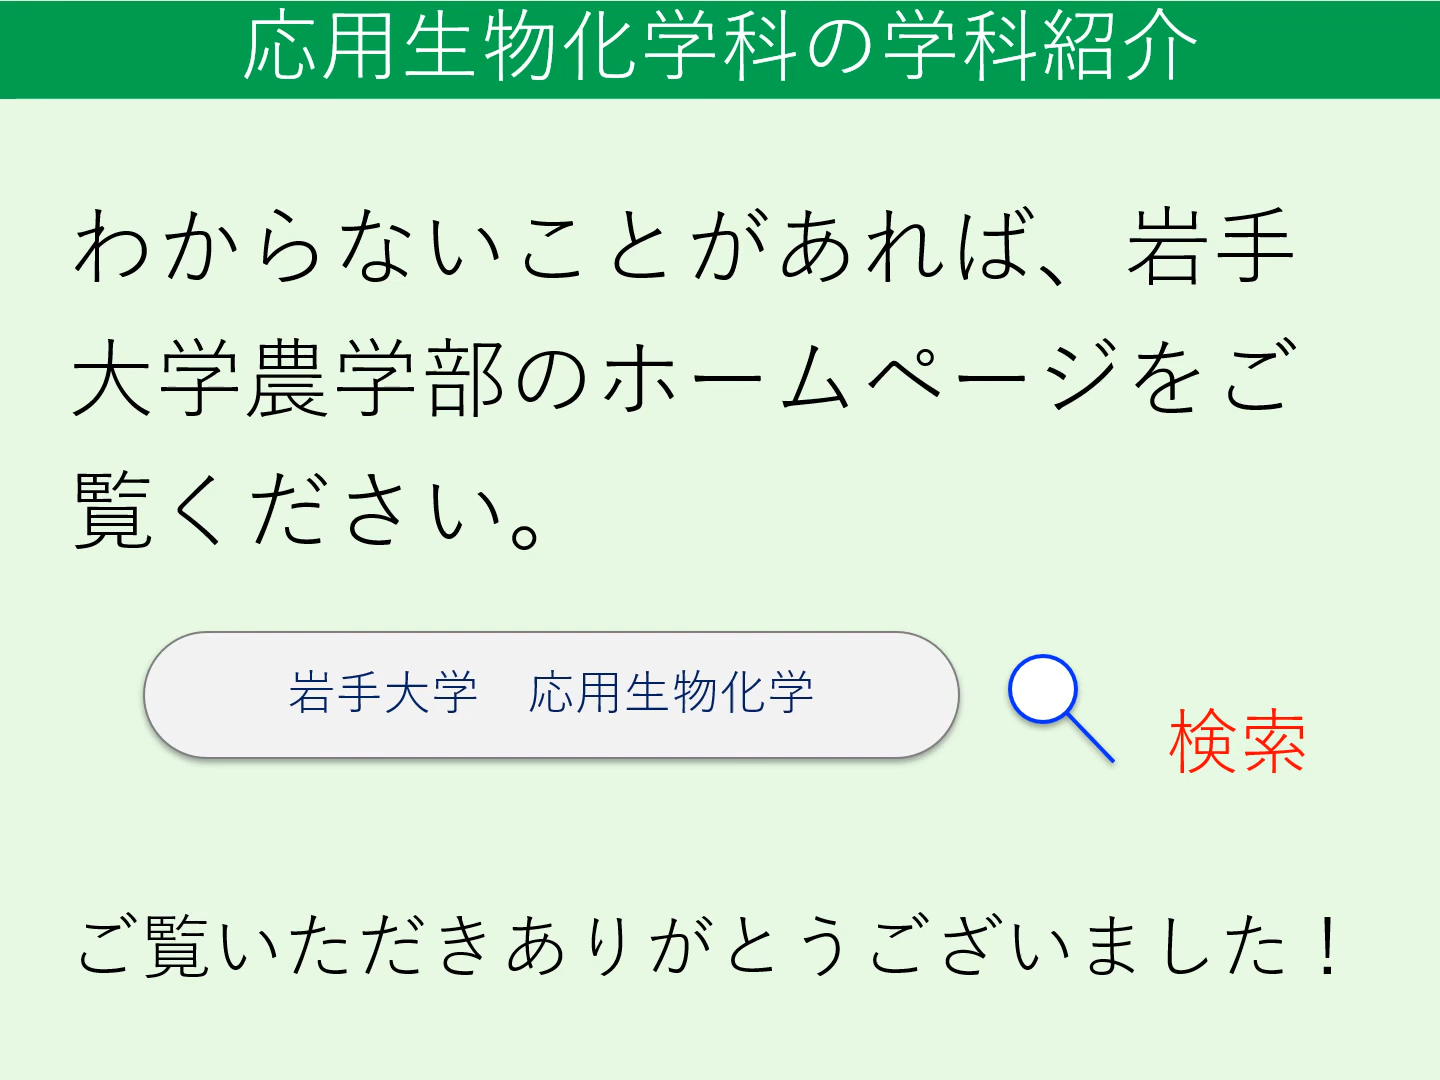 応用生物化学科の学科紹介
わからないことがあれば、岩手
大学農学部のホームページをご
覧ください。
岩手大学　応用生物化学
検索
ご覧いただきありがとうございました！